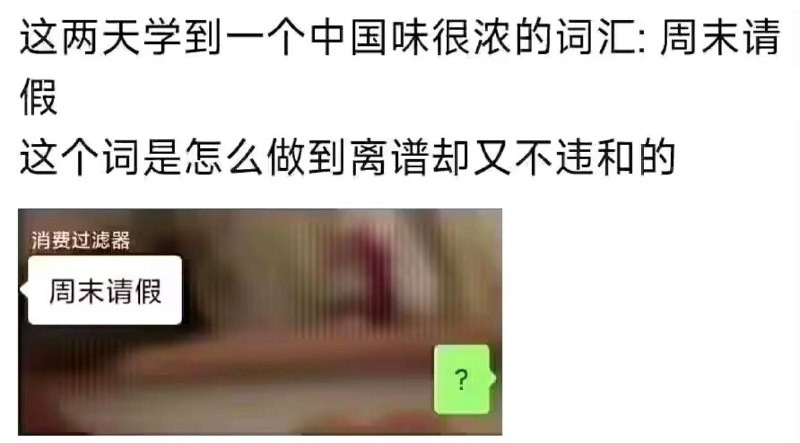 这两天学到一个中国味很浓的词汇: 周末请
假
这个词是怎么做到离谱却又不违和的
消费过滤器
周末请假
?